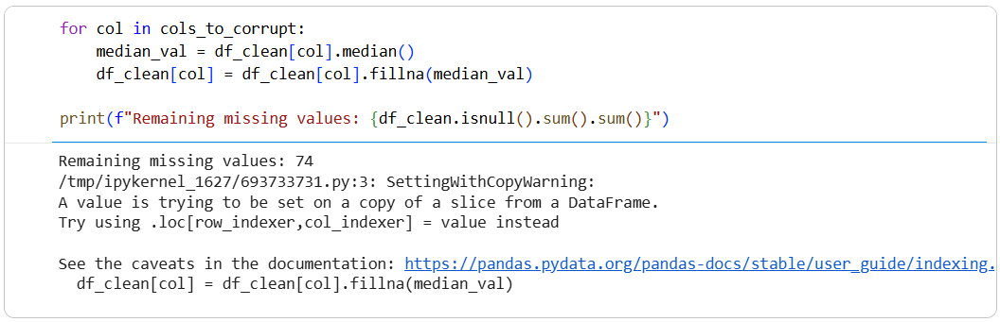 for col in cols_to_corrupt:
    median_val = df_clean[col].median()
    df_clean[col] = df_clean[col].fillna(median_val)

print(f"Remaining missing values: {df_clean.isnull().sum().sum()}")
Remaining missing values: 74
/tmp/ipykernel_1627/693733731.py:3: SettingWithCopyWarning:
A value is trying to be set on a copy of a slice from a DataFrame.
Try using .loc[row_indexer,col_indexer] = value instead

See the caveats in the documentation: https://pandas.pydata.org/pandas-docs/stable/user_guide/indexing.
  df_clean[col] = df_clean[col].fillna(median_val)